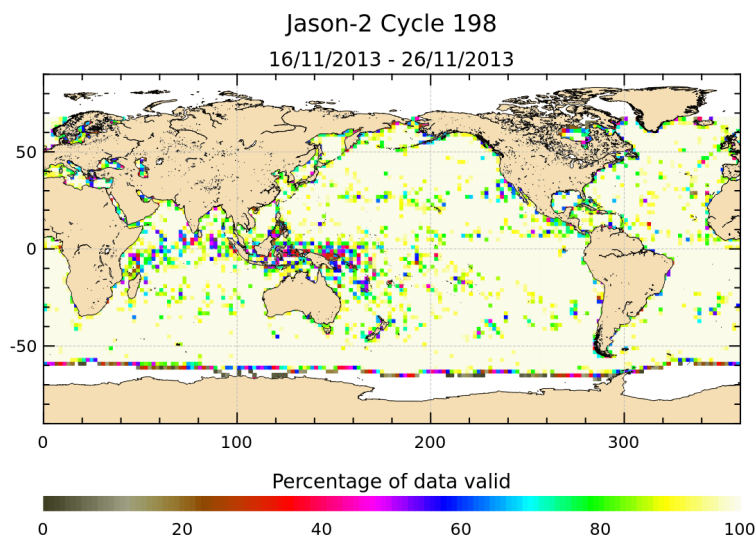 Jason-2 Cycle 198
16/11/2013 - 26/11/2013
50
0
-50
0 100 200 300
Percentage of data valid
0 20 40 60 80 100